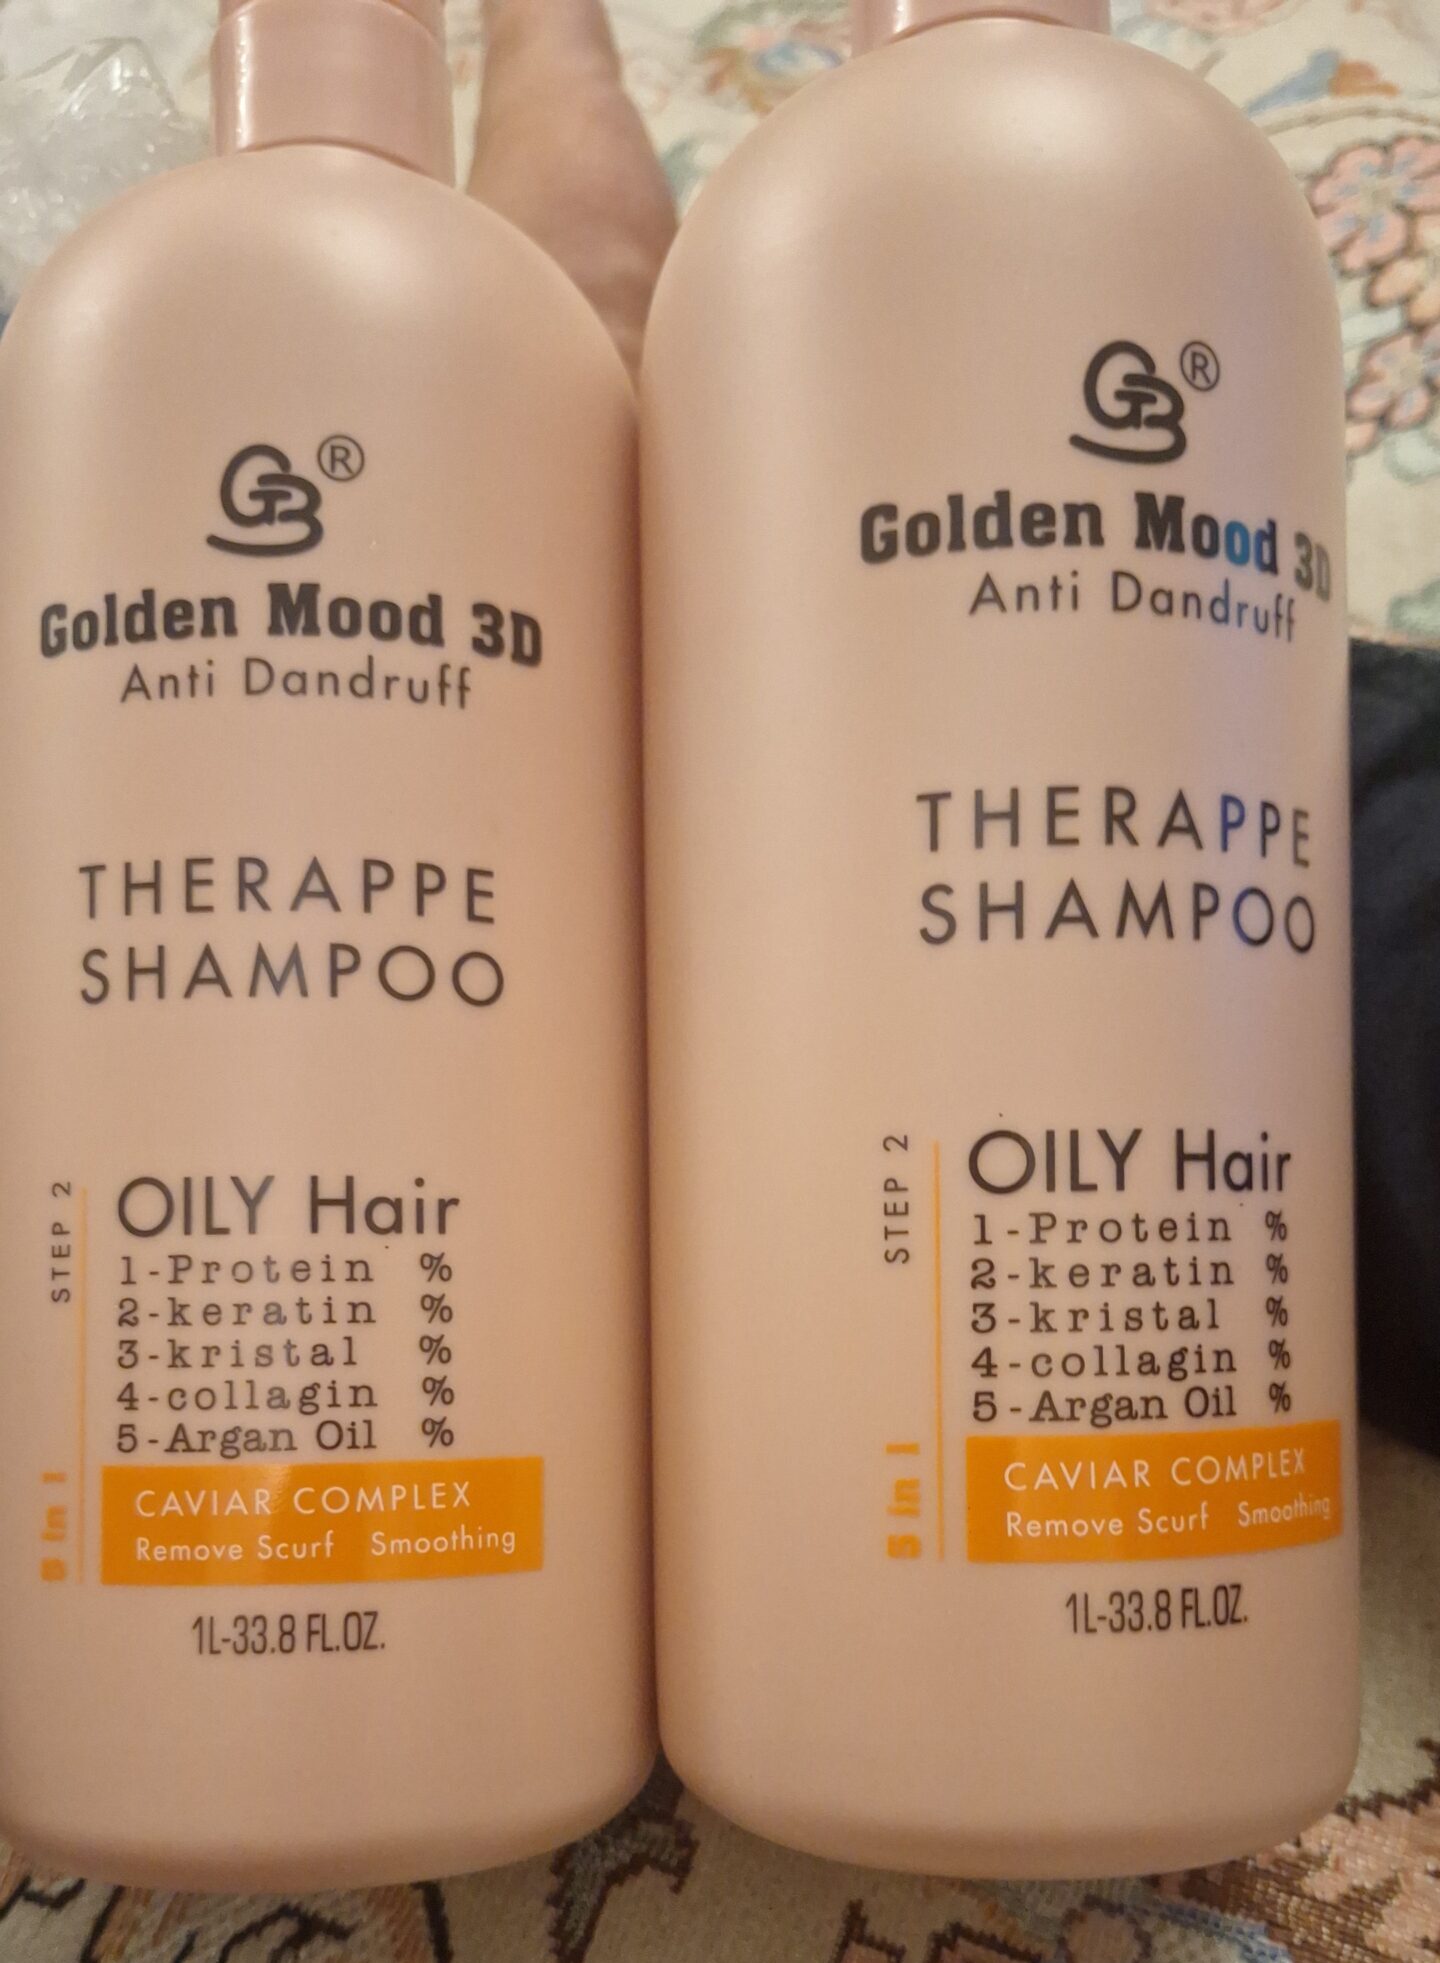 GB®
Golden Mood 3D
Anti Dandruff
THERAPPE
SHAMPOO
STEP 2
5 in 1
OILY Hair
1-Protein %
2-keratin %
3-kristal %
4-collagin %
5-Argan Oil %
CAVIAR COMPLEX
Remove Scurf Smoothing
1L-33.8 FL.OZ.
GB®
Golden Mood 3D
Anti Dandruff
THERAPPE
SHAMPOO
STEP 2
5 in 1
OILY Hair
1-Protein %
2-keratin %
3-kristal %
4-collagin %
5-Argan Oil %
CAVIAR COMPLEX
Remove Scurf Smoothing
1L-33.8 FL.OZ.